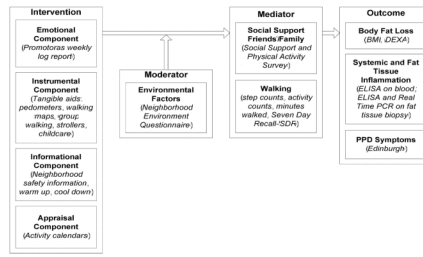 Intervention
Emotional
Component
(Promotoras weekly
log report)
Instrumental
Component
(Tangible aids:
pedometers, walking
maps, group
walking, strollers,
childcare)
Informational
Component
(Neighborhood
safety information,
warm up, cool down)
Appraisal
Component
(Activity calendars)
Moderator
Environmental
Factors
(Neighborhood
Environment
Questionnaire)
Mediator
Social Support
Friends/Family
(Social Support and
Physical Activity
Survey)
Walking
(step counts, activity
counts, minutes
walked, Seven Day
Recall-/SDR)
Outcome
Body Fat Loss
(BMI, DEXA)
Systemic and Fat
Tissue
Inflammation
(ELISA on blood;
ELISA and Real
Time PCR on fat
tissue biopsy)
PPD Symptoms
(Edinburgh)